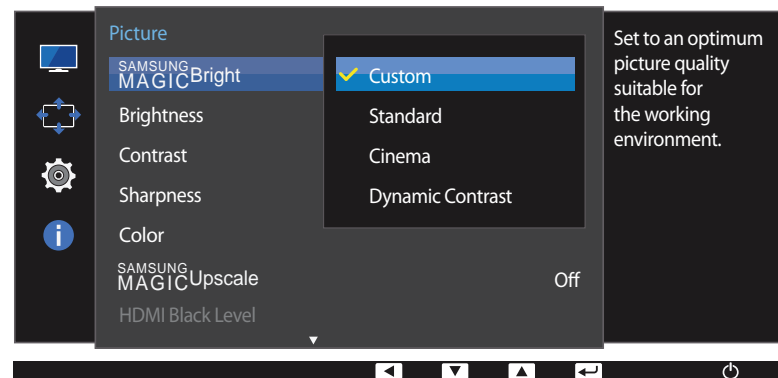 Picture
SAMSUNG
MAGICBright
Custom
Brightness
Standard
Contrast
Cinema
Sharpness
Dynamic Contrast
Color
SAMSUNG
MAGICUpscale Off
HDMI Black Level
Set to an optimum
picture quality
suitable for
the working
environment.